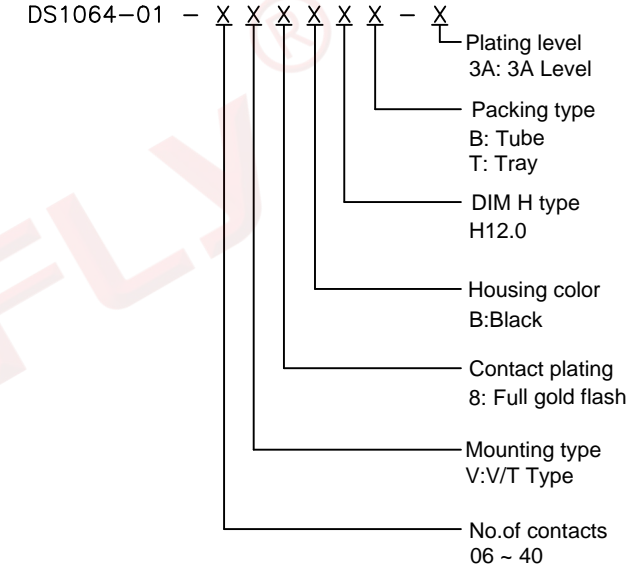 DS1064-01 - X X X X X X - X
Plating level
3A: 3A Level
Packing type
B: Tube
T: Tray
DIM H type
H12.0
Housing color
B:Black
Contact plating
8: Full gold flash
Mounting type
V:V/T Type
No.of contacts
06 ~ 40
FLY®